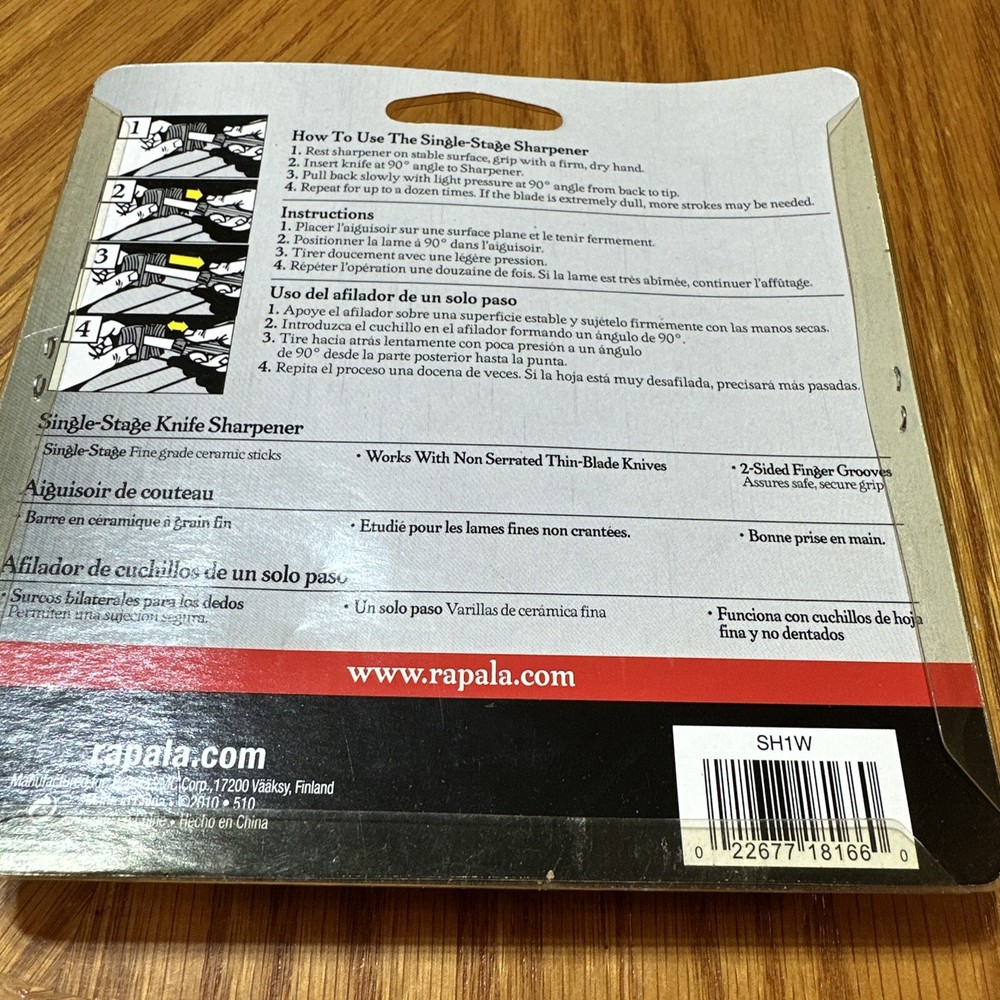 1
2
3
4
How To Use The Single-Stage Sharpener
1. Rest sharpener on stable surface, grip with a firm, dry hand.
2. Insert knife at 90° angle to Sharpener.
3. Pull back slowly with light pressure at 90° angle from back to tip.
4. Repeat for up to a dozen times. If the blade is extremely dull, more strokes may be needed.
Instructions
1. Placer l'aiguisoir sur une surface plane et le tenir fermement.
2. Positionner la lame à 90° dans l'aiguisoir.
3. Tirer doucement avec une légère pression.
4. Répéter l'opération une douzaine de fois. Si la lame est très abîmée, continuer l'affûtage.
Uso del afilador de un solo paso
1. Apoye el afilador sobre una superficie estable y sujételo firmemente con las manos secas.
2. Introduzca el cuchillo en el afilador formando un ángulo de 90°.
3. Tire hacia atrás lentamente con poca presión a un ángulo
de 90° desde la parte posterior hasta la punta.
4. Repita el proceso una docena de veces. Si la hoja está muy desafilada, precisará más pasadas.
Single-Stage Knife Sharpener
Single-Stage Fine grade ceramic sticks
• Works With Non Serrated Thin-Blade Knives
• 2-Sided Finger Grooves
Assures safe, secure grip
Aiguisoir de couteau
• Barre en céramique à grain fin
• Etudié pour les lames fines non crantées.
• Bonne prise en main.
Afilador de cuchillos de un solo paso
• Surcos bilaterales para los dedos
Permiten una sujeción segura.
• Un solo paso Varillas de cerámica fina
• Funciona con cuchillos de hoja
fina y no dentados
www.rapala.com
rapala.com
Manufactured Corp., 17200 Vääksy, Finland
©2010 • 510
• Hecho en China
SH1W
0 22677 18166 0